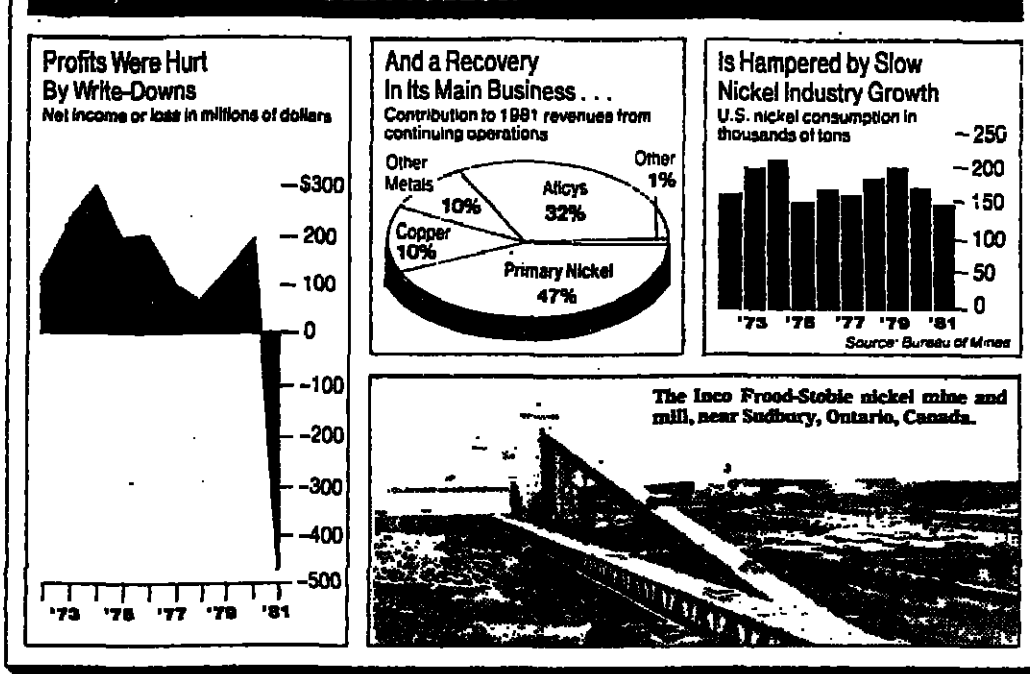 Profits Were Hurt
By Write-Downs
Net income or loss in millions of dollars
$300
200
100
0
-100
-200
-300
-400
-500
'73 '75 '77 '79 '81
And a Recovery
In Its Main Business . . .
Contribution to 1981 revenues from
continuing operations
Other
Metals
10%
Alloys
32%
Other
1%
Copper
10%
Primary Nickel
47%
Is Hampered by Slow
Nickel Industry Growth
U.S. nickel consumption in
thousands of tons
250
200
150
100
50
0
'73 '75 '77 '79 '81
Source: Bureau of Mines
The Inco Frood-Stobie nickel mine and
mill, near Sudbury, Ontario, Canada.